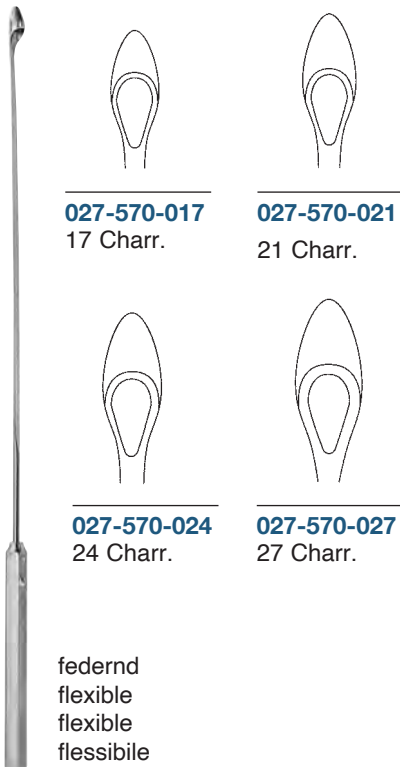 027-570-017
17 Charr.
027-570-021
21 Charr.
027-570-024
24 Charr.
027-570-027
27 Charr.
federnd
flexible
flexible
flessibile